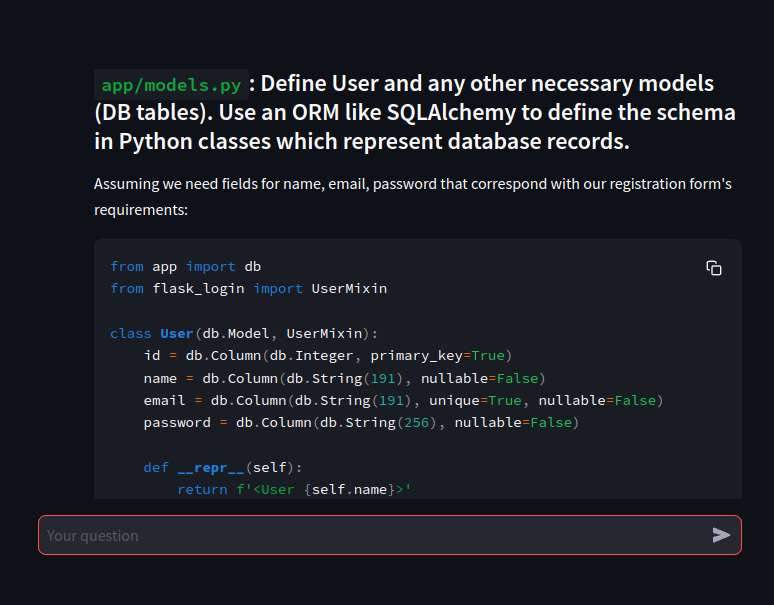 app/models.py : Define User and any other necessary models
(DB tables). Use an ORM like SQLAlchemy to define the schema
in Python classes which represent database records.
Assuming we need fields for name, email, password that correspond with our registration form's
requirements:
from app import db
from flask_login import UserMixin
class User(db.Model, UserMixin):
    id = db.Column(db.Integer, primary_key=True)
    name = db.Column(db.String(191), nullable=False)
    email = db.Column(db.String(191), unique=True, nullable=False)
    password = db.Column(db.String(256), nullable=False)
    def __repr__(self):
        return f'<User {self.name}>'
Your question